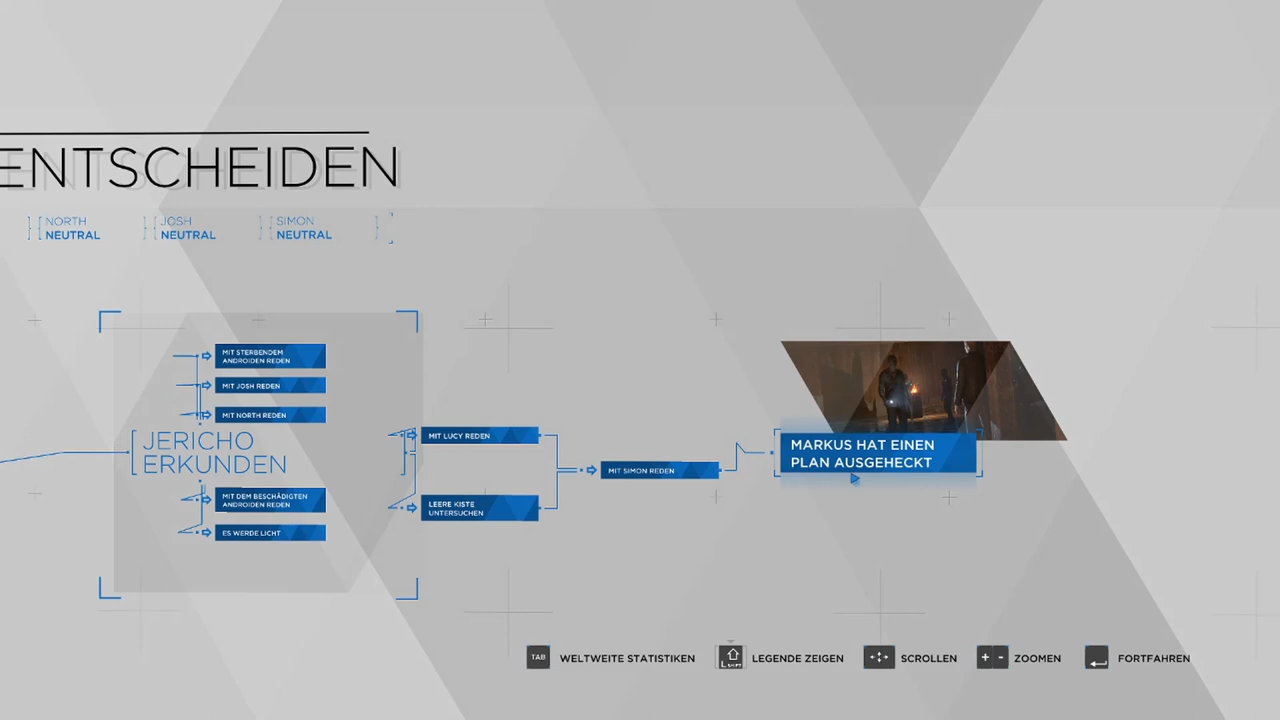 ENTSCHEIDEN
NORTH
NEUTRAL
JOSH
NEUTRAL
SIMON
NEUTRAL
MIT STERBENDEM
ANDROIDEN REDEN
MIT JOSH REDEN
MIT NORTH REDEN
JERICHO
ERKUNDEN
MIT DEM BESCHÄDIGTEN
ANDROIDEN REDEN
ES WERDE LICHT
MIT LUCY REDEN
LEERE KISTE
UNTERSUCHEN
MIT SIMON REDEN
MARKUS HAT EINEN
PLAN AUSGEHECKT
TAB WELTWEITE STATISTIKEN
L SHIFT LEGENDE ZEIGEN
SCROLLEN
+ - ZOOMEN
FORTFAHREN